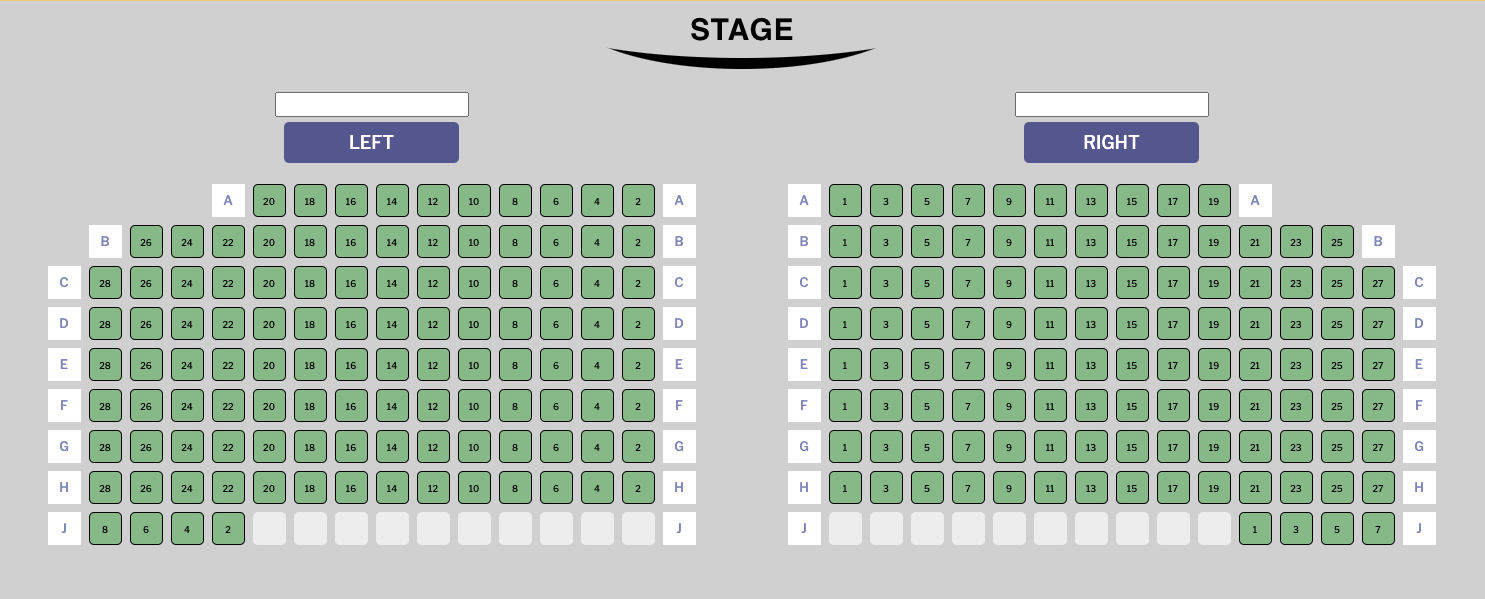 STAGE
LEFT RIGHT
A 20 18 16 14 12 10 8 6 4 2 A A 1 3 5 7 9 11 13 15 17 19 A
B 26 24 22 20 18 16 14 12 10 8 6 4 2 B B 1 3 5 7 9 11 13 15 17 19 21 23 25 B
C 28 26 24 22 20 18 16 14 12 10 8 6 4 2 C C 1 3 5 7 9 11 13 15 17 19 21 23 25 27 C
D 28 26 24 22 20 18 16 14 12 10 8 6 4 2 D D 1 3 5 7 9 11 13 15 17 19 21 23 25 27 D
E 28 26 24 22 20 18 16 14 12 10 8 6 4 2 E E 1 3 5 7 9 11 13 15 17 19 21 23 25 27 E
F 28 26 24 22 20 18 16 14 12 10 8 6 4 2 F F 1 3 5 7 9 11 13 15 17 19 21 23 25 27 F
G 28 26 24 22 20 18 16 14 12 10 8 6 4 2 G G 1 3 5 7 9 11 13 15 17 19 21 23 25 27 G
H 28 26 24 22 20 18 16 14 12 10 8 6 4 2 H H 1 3 5 7 9 11 13 15 17 19 21 23 25 27 H
J 8 6 4 2 J J 1 3 5 7 J